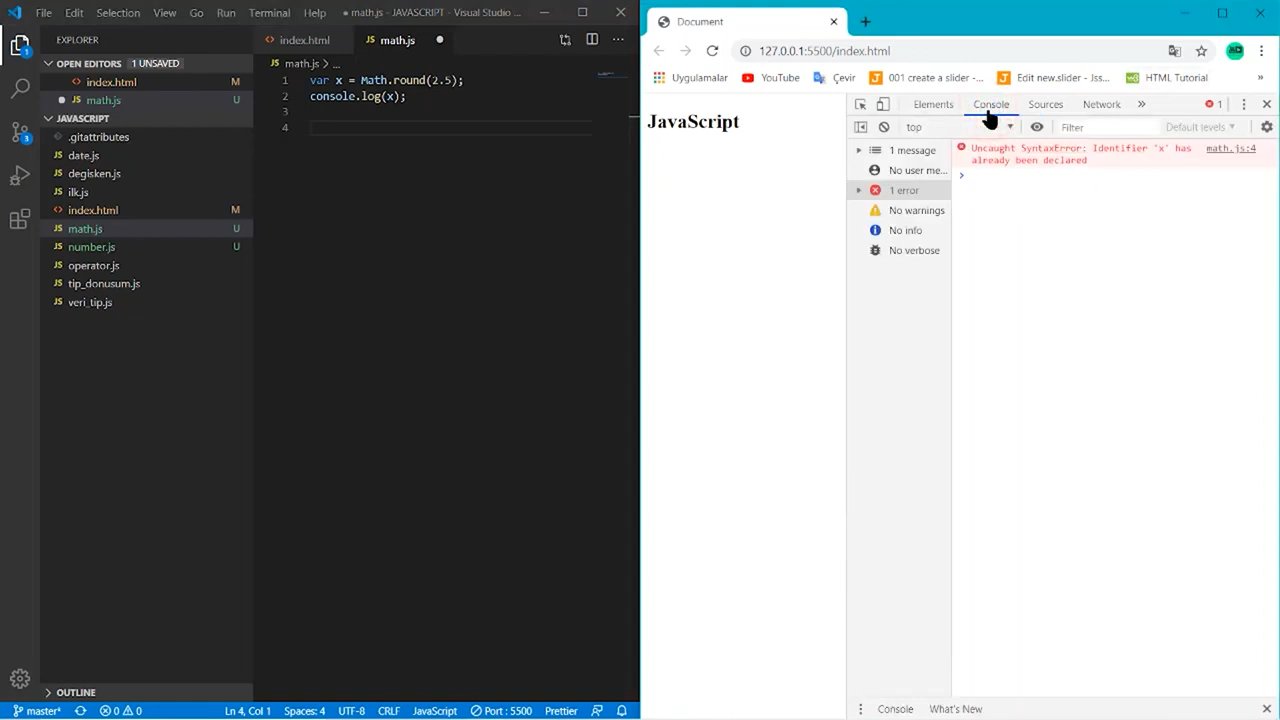 File Edit Selection View Go Run Terminal Help
math.js - JAVASCRIPT - Visual Studio ...
EXPLORER
OPEN EDITORS 1 UNSAVED
index.html M
math.js U
JAVASCRIPT
.gitattributes
date.js
degisken.js
ilk.js
index.html M
math.js U
number.js U
operator.js
tip_donusum.js
veri_tip.js
OUTLINE
index.html
math.js
math.js > ...
1 var x = Math.round(2.5);
2 console.log(x);
3
4
master* 0 0 Ln 4, Col 1 Spaces: 4 UTF-8 CRLF JavaScript Port : 5500 Prettier
Document
127.0.0.1:5500/index.html
Uygulamalar YouTube Çevir 001 create a slider -... Edit new.slider - Jss... HTML Tutorial »
JavaScript
Elements Console Sources Network » 1
top Filter Default levels
1 message
No user me...
1 error
No warnings
No info
No verbose
Uncaught SyntaxError: Identifier 'x' has math.js:4
already been declared
Console What's New